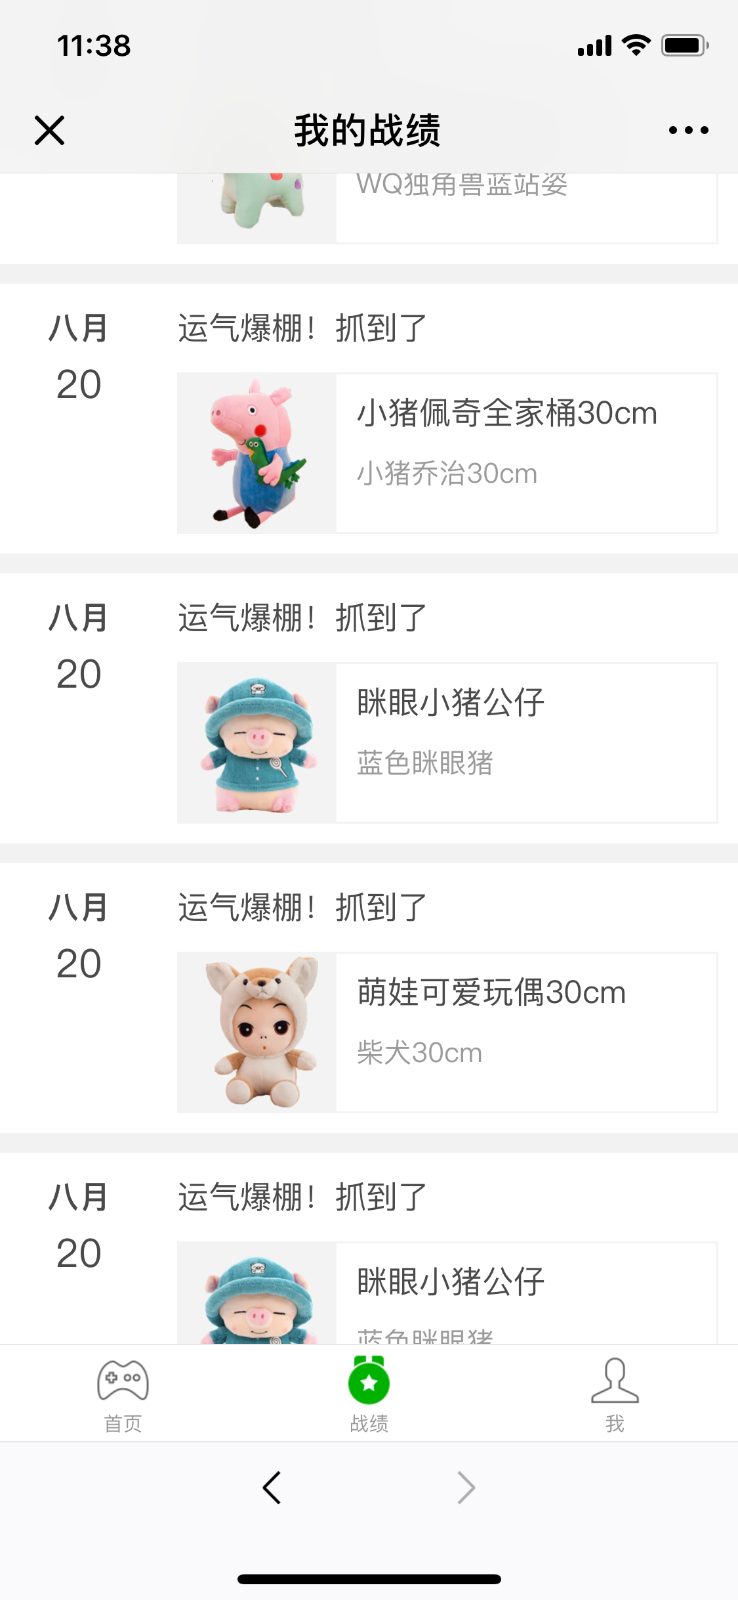 11:38
我的战绩
WQ独角兽蓝站姿
八月
20
运气爆棚！抓到了
小猪佩奇全家桶30cm
小猪乔治30cm
八月
20
运气爆棚！抓到了
眯眼小猪公仔
蓝色眯眼猪
八月
20
运气爆棚！抓到了
萌娃可爱玩偶30cm
柴犬30cm
八月
20
运气爆棚！抓到了
眯眼小猪公仔
蓝色眯眼猪
首页
战绩
我